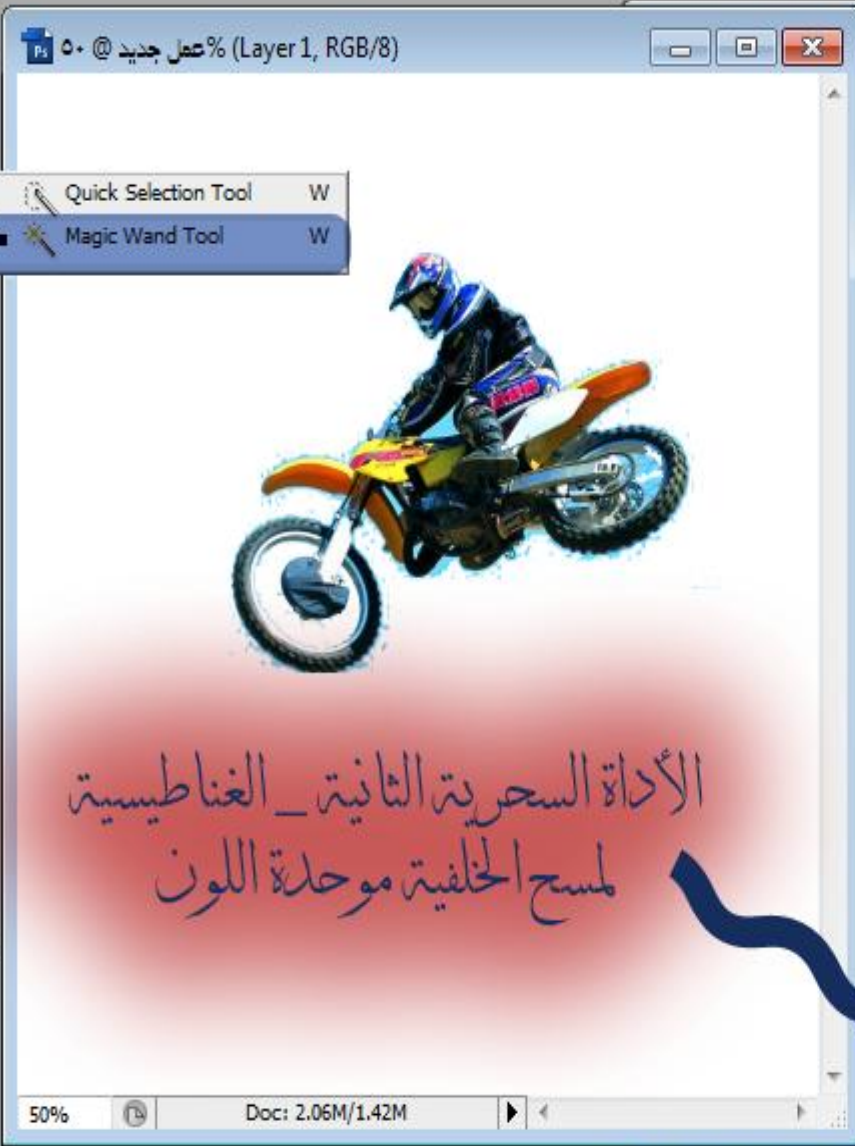 عمل جديد @ ٥٠% (Layer 1, RGB/8)
Quick Selection Tool W
Magic Wand Tool W
الأداة السحرية الثانية _ الغناطيسية
لمسح الخلفية موحدة اللون
50% Doc: 2.06M/1.42M